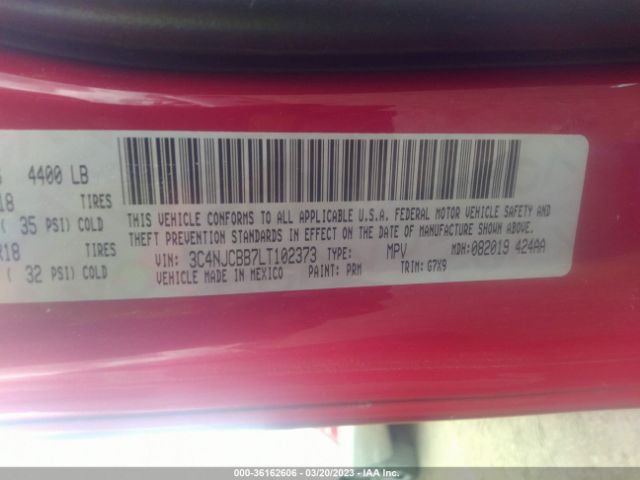 4400 LB
18 TIRES
( 35 PSI) COLD
R18 TIRES
( 32 PSI) COLD
THIS VEHICLE CONFORMS TO ALL APPLICABLE U.S.A. FEDERAL MOTOR VEHICLE SAFETY AND
THEFT PREVENTION STANDARDS IN EFFECT ON THE DATE OF MANUFACTURE SHOWN ABOVE.
VIN: 3C4NJCBB7LT102373 TYPE: MPV MDH: 082019 424AA
VEHICLE MADE IN MEXICO PAINT: PRM TRIM: G7X9
000-36162606 - 03/20/2023 - IAA Inc.